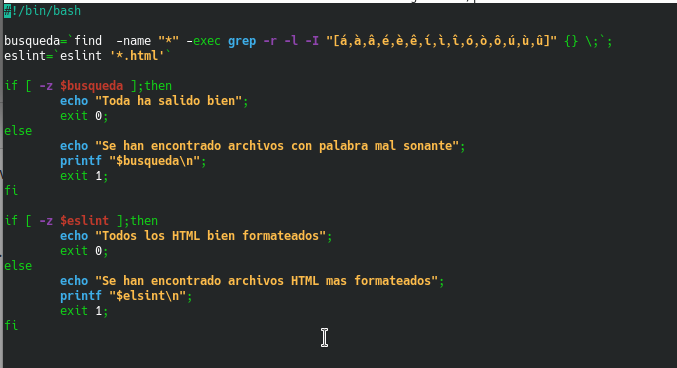 #!/bin/bash
busqueda=`find  -name "*" -exec grep -r -l -I "[á,à,â,é,è,ê,í,ì,î,ó,ò,ô,ú,ù,û]" {} \;`;
eslint=`eslint '*.html'`
if [ -z $busqueda ];then
echo "Toda ha salido bien";
exit 0;
else
echo "Se han encontrado archivos con palabra mal sonante";
printf "$busqueda\n";
exit 1;
fi
if [ -z $eslint ];then
echo "Todos los HTML bien formateados";
exit 0;
else
echo "Se han encontrado archivos HTML mas formateados";
printf "$elsint\n";
exit 1;
fi